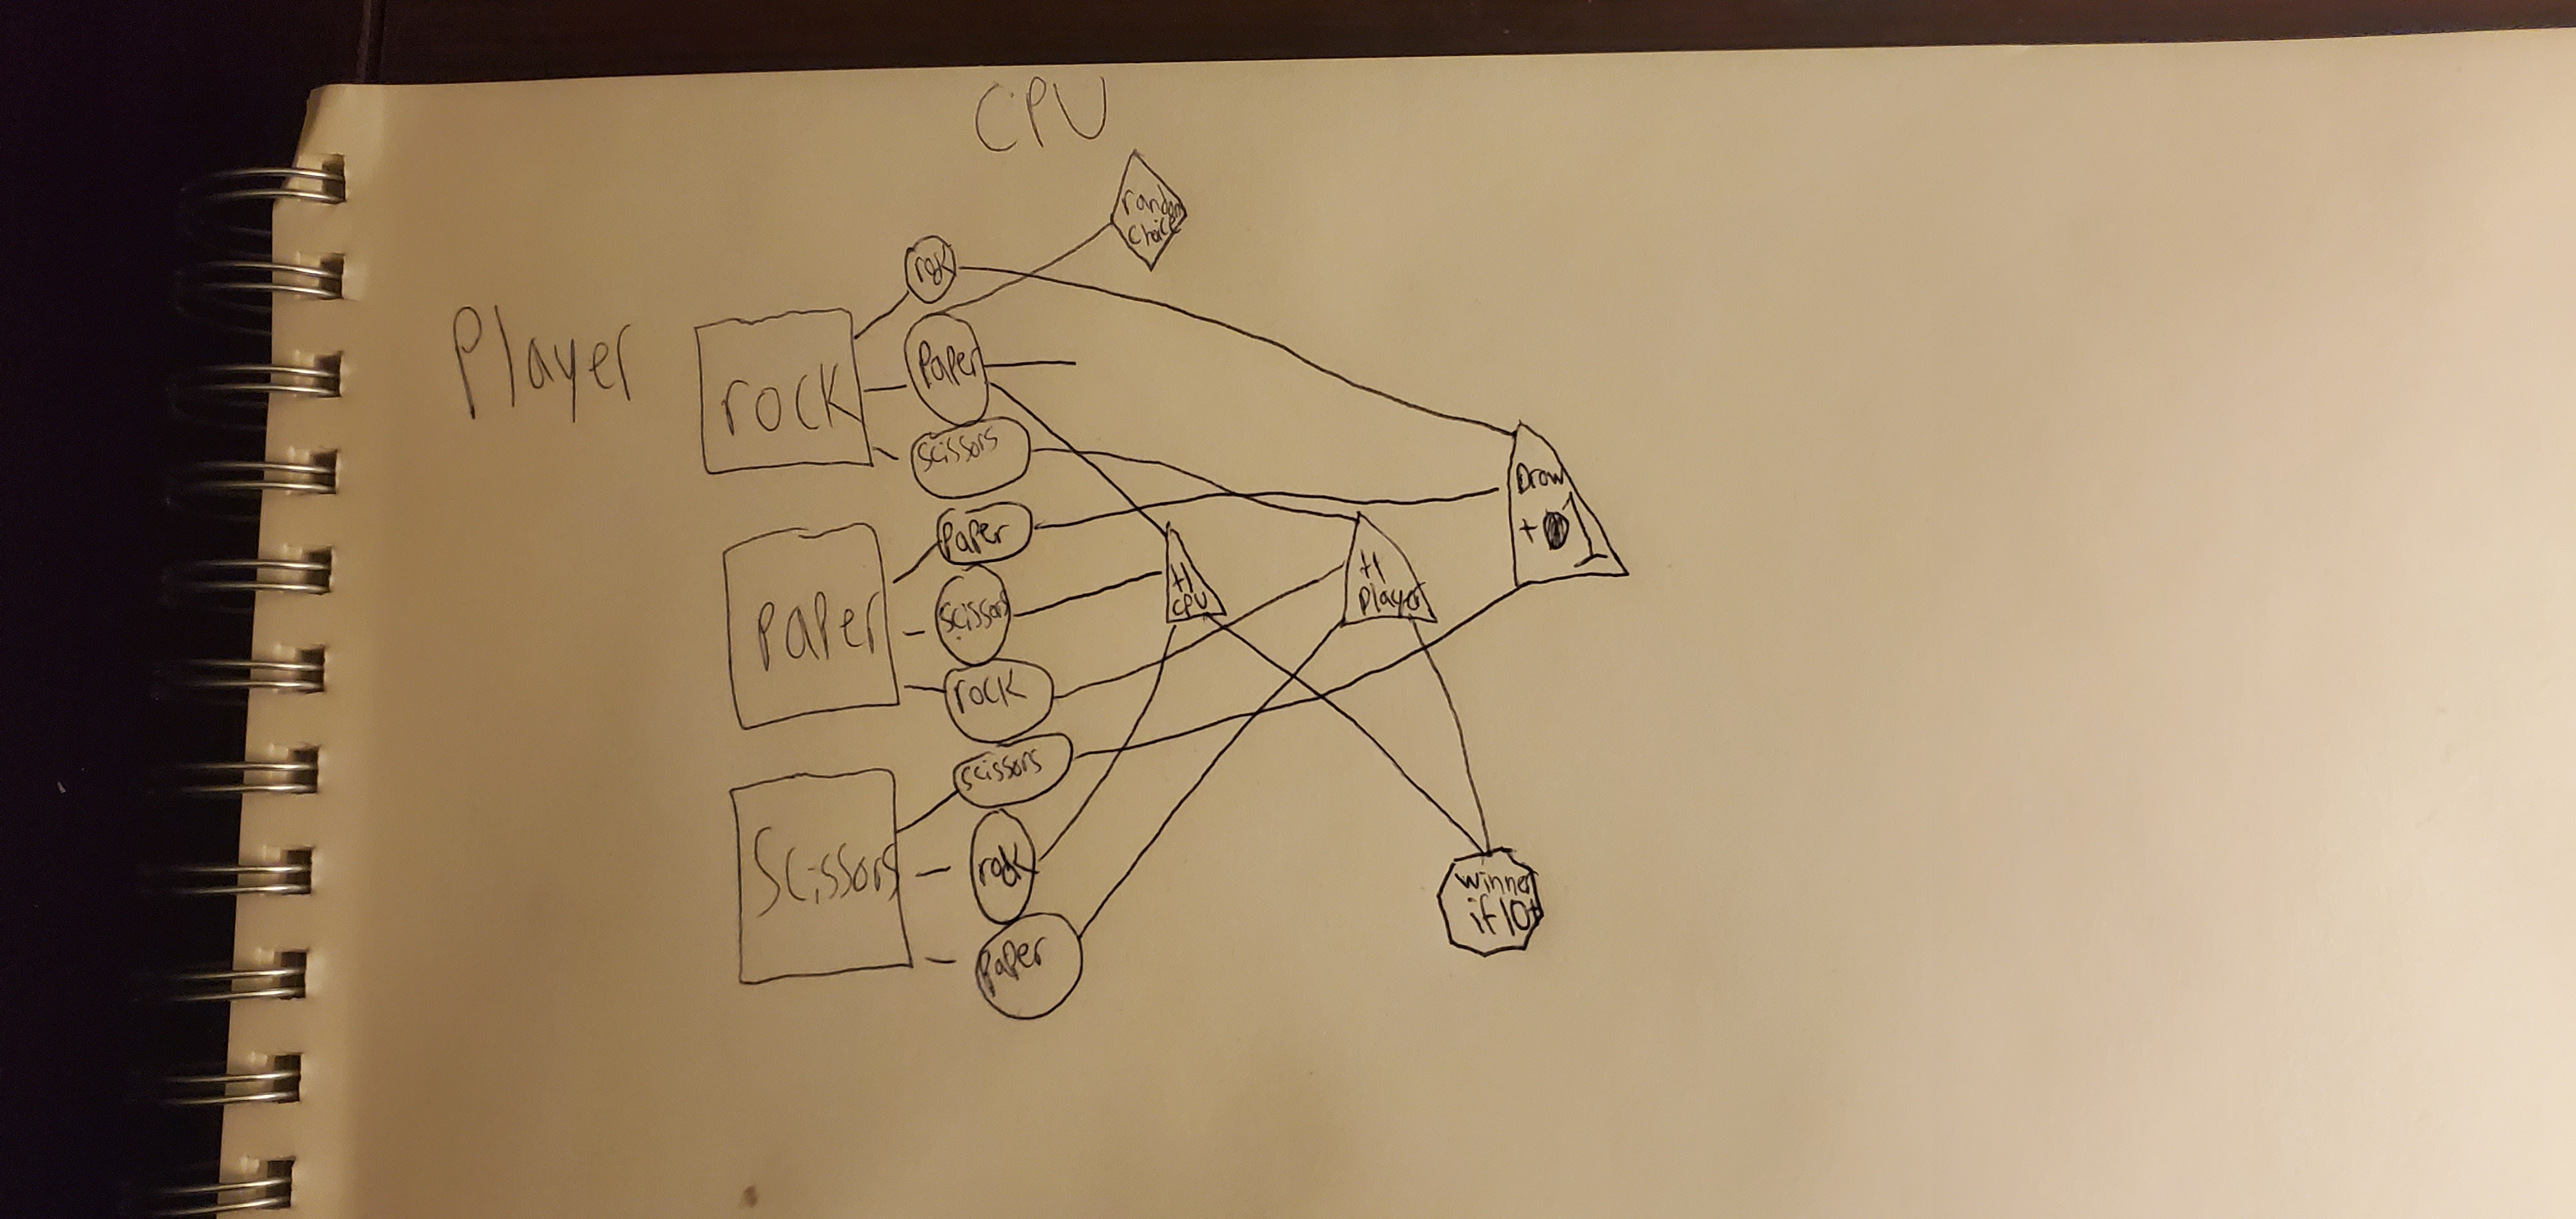 CPU
random
choice
rock
Player
rock
Paper
scissors
Draw
+ 1
Paper
+1
CPU
+1
player
paper
scissors
rock
scissors
Scissors
rock
winner
if 10+
paper